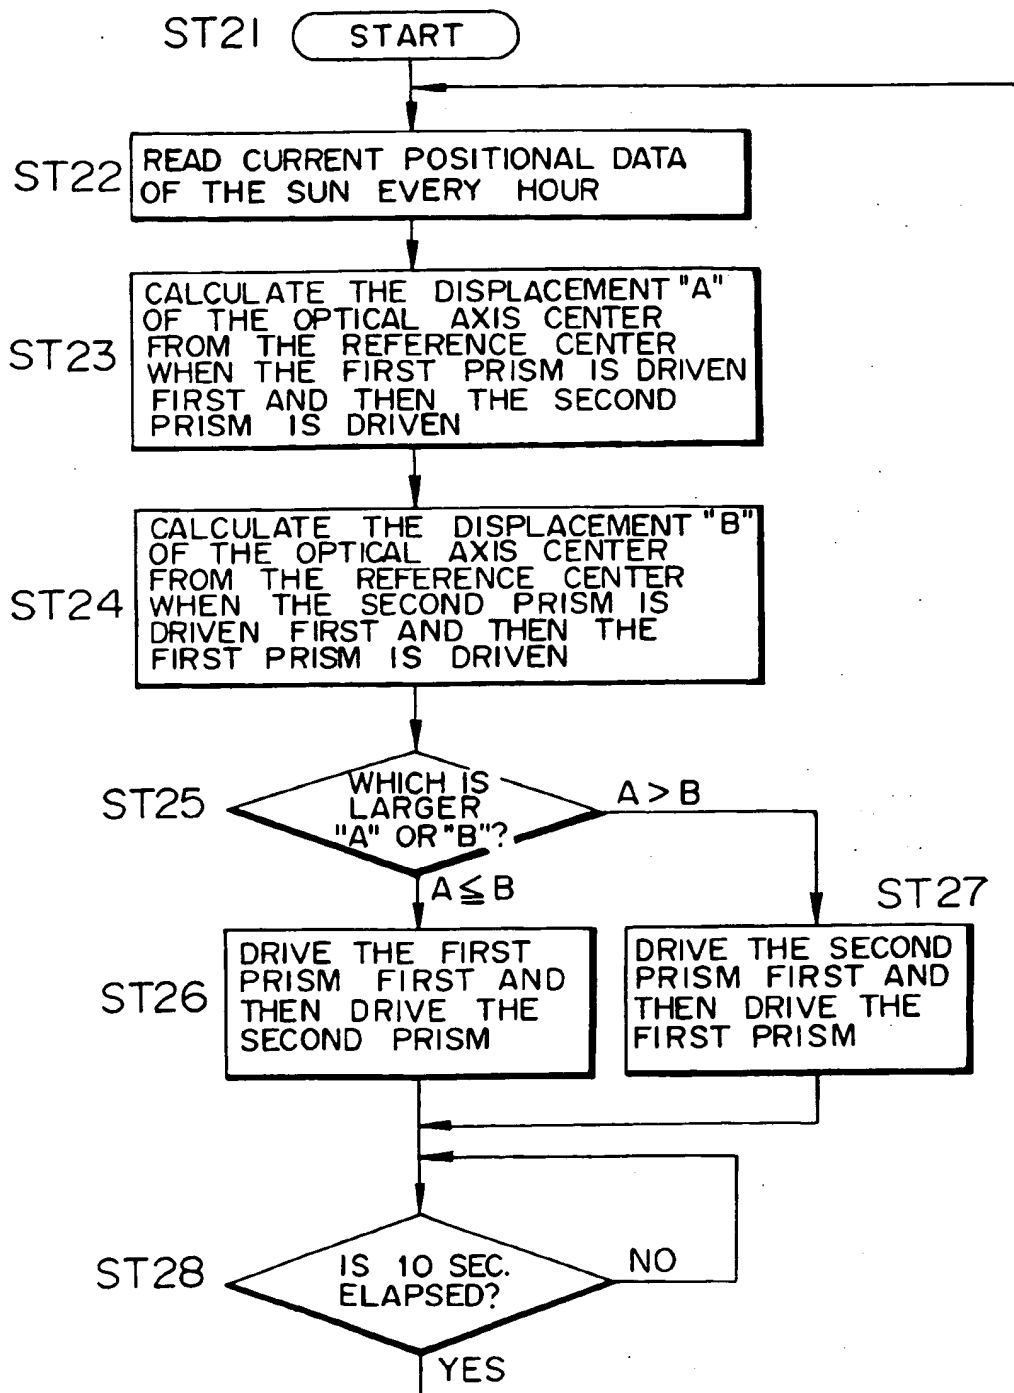 ST21
START
ST22
READ CURRENT POSITIONAL DATA
OF THE SUN EVERY HOUR
ST23
CALCULATE THE DISPLACEMENT "A"
OF THE OPTICAL AXIS CENTER
FROM THE REFERENCE CENTER
WHEN THE FIRST PRISM IS DRIVEN
FIRST AND THEN THE SECOND
PRISM IS DRIVEN
ST24
CALCULATE THE DISPLACEMENT "B"
OF THE OPTICAL AXIS CENTER
FROM THE REFERENCE CENTER
WHEN THE SECOND PRISM IS
DRIVEN FIRST AND THEN THE
FIRST PRISM IS DRIVEN
ST25
WHICH IS
LARGER
"A" OR "B"?
A > B
A ≦ B
ST26
DRIVE THE FIRST
PRISM FIRST AND
THEN DRIVE THE
SECOND PRISM
ST27
DRIVE THE SECOND
PRISM FIRST AND
THEN DRIVE THE
FIRST PRISM
ST28
IS 10 SEC.
ELAPSED?
NO
YES